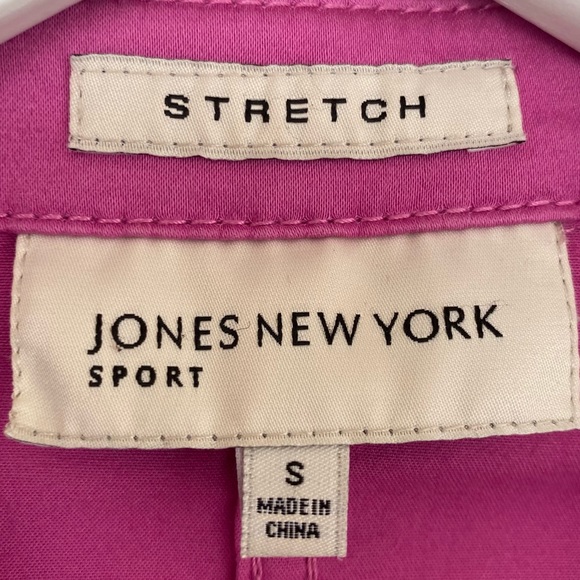 STRETCH
JONES NEW YORK
SPORT
S
MADE IN
CHINA